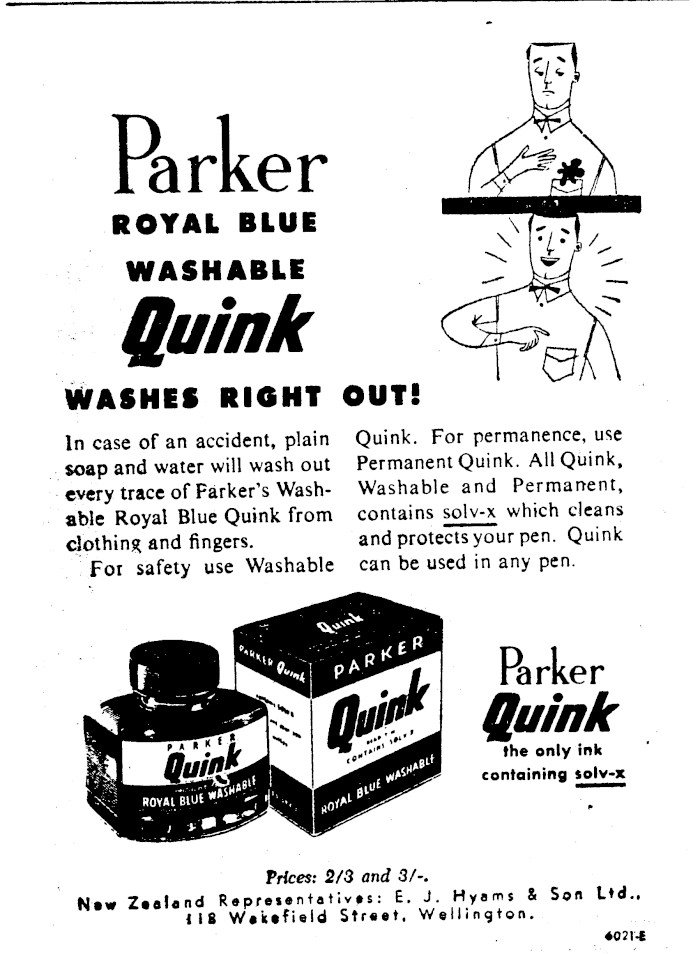 Parker
ROYAL BLUE
WASHABLE
Quink
WASHES RIGHT OUT!
In case of an accident, plain
soap and water will wash out
every trace of Parker's Wash-
able Royal Blue Quink from
clothing and fingers.
For safety use Washable
Quink. For permanence, use
Permanent Quink. All Quink,
Washable and Permanent,
contains solv-x which cleans
and protects your pen. Quink
can be used in any pen.
Quink
PARKER Quink
PARKER
Quink
CONTAINS SOLV X
ROYAL BLUE WASHABLE
PARKER
Quink
ROYAL BLUE WASHABLE
Parker
Quink
the only ink
containing solv-x
Prices: 2/3 and 3/-.
New Zealand Representatives: E. J. Hyams & Son Ltd.,
118 Wakefield Street, Wellington.
6021-E